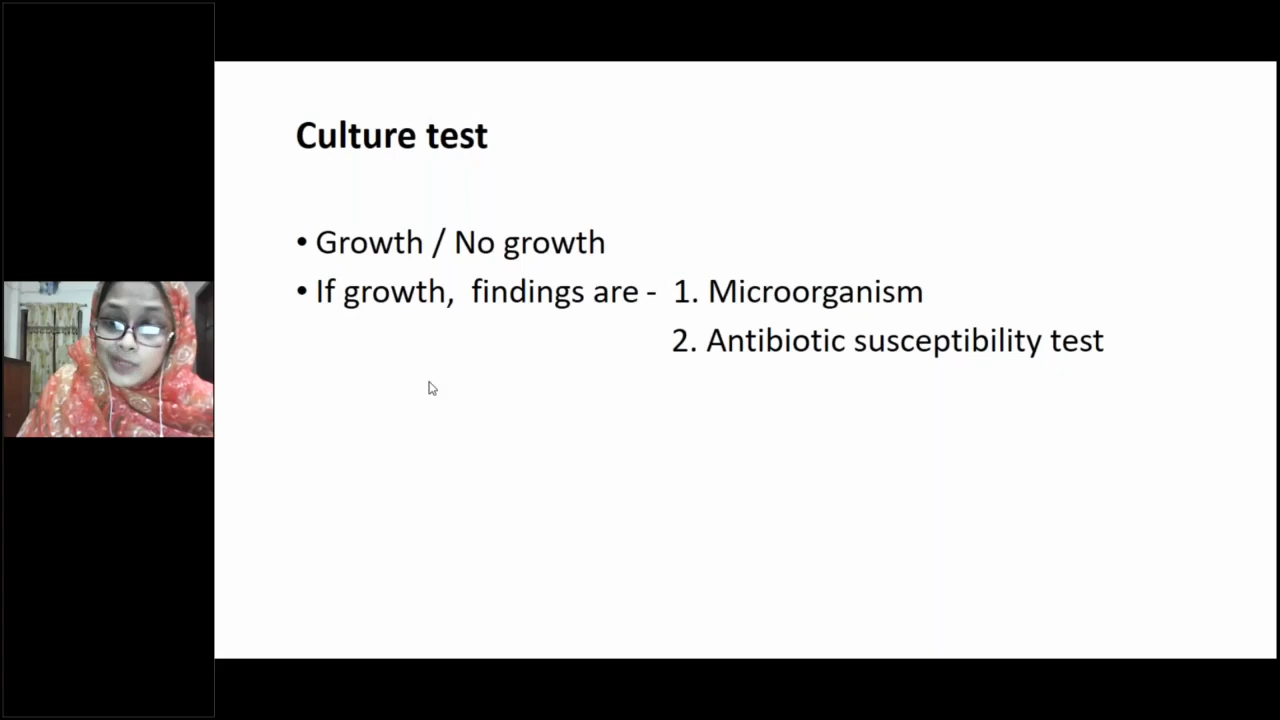 Culture test
• Growth / No growth
• If growth, findings are - 1. Microorganism
2. Antibiotic susceptibility test